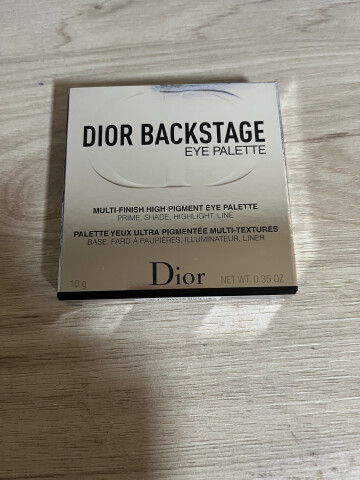 DIOR BACKSTAGE
EYE PALETTE
MULTI-FINISH HIGH-PIGMENT EYE PALETTE
PRIME, SHADE, HIGHLIGHT, LINE
PALETTE YEUX ULTRA PIGMENTÉE MULTI-TEXTURES
BASE, FARD À PAUPIÈRES, ILLUMINATEUR, LINER
10 g Dior NET WT. 0.35 OZ